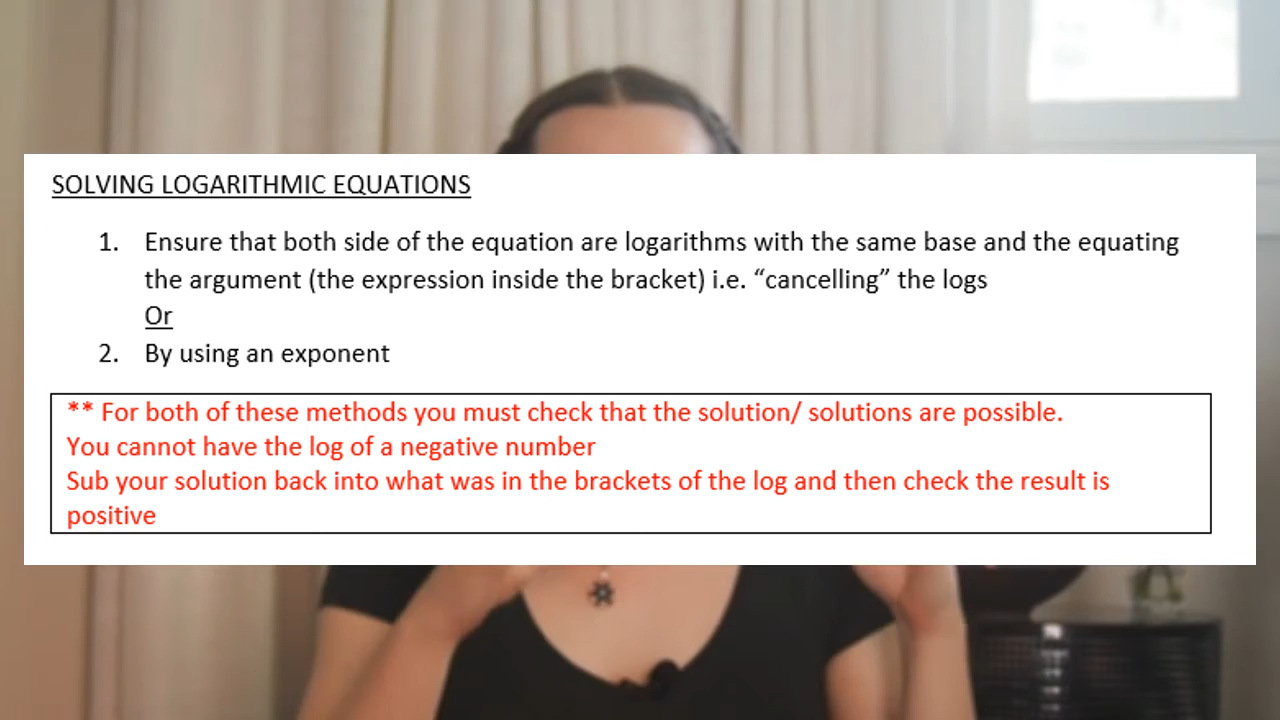 SOLVING LOGARITHMIC EQUATIONS
1. Ensure that both side of the equation are logarithms with the same base and the equating
the argument (the expression inside the bracket) i.e. “cancelling” the logs
Or
2. By using an exponent
** For both of these methods you must check that the solution/ solutions are possible.
You cannot have the log of a negative number
Sub your solution back into what was in the brackets of the log and then check the result is
positive